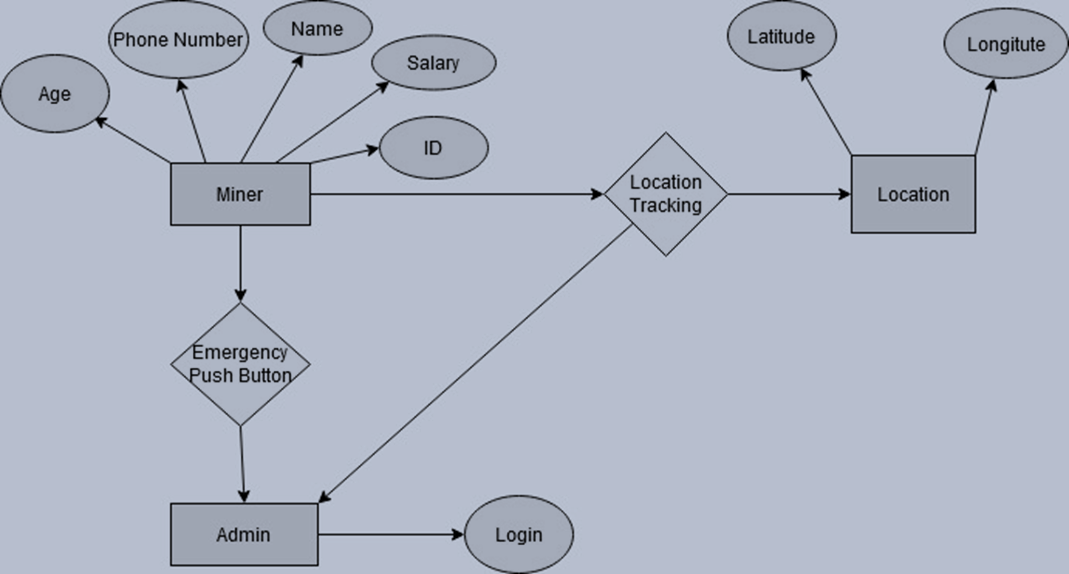 Name
Phone Number
Latitude
Longitute
Salary
Age
ID
Miner
Location
Tracking
Location
Emergency
Push Button
Admin
Login